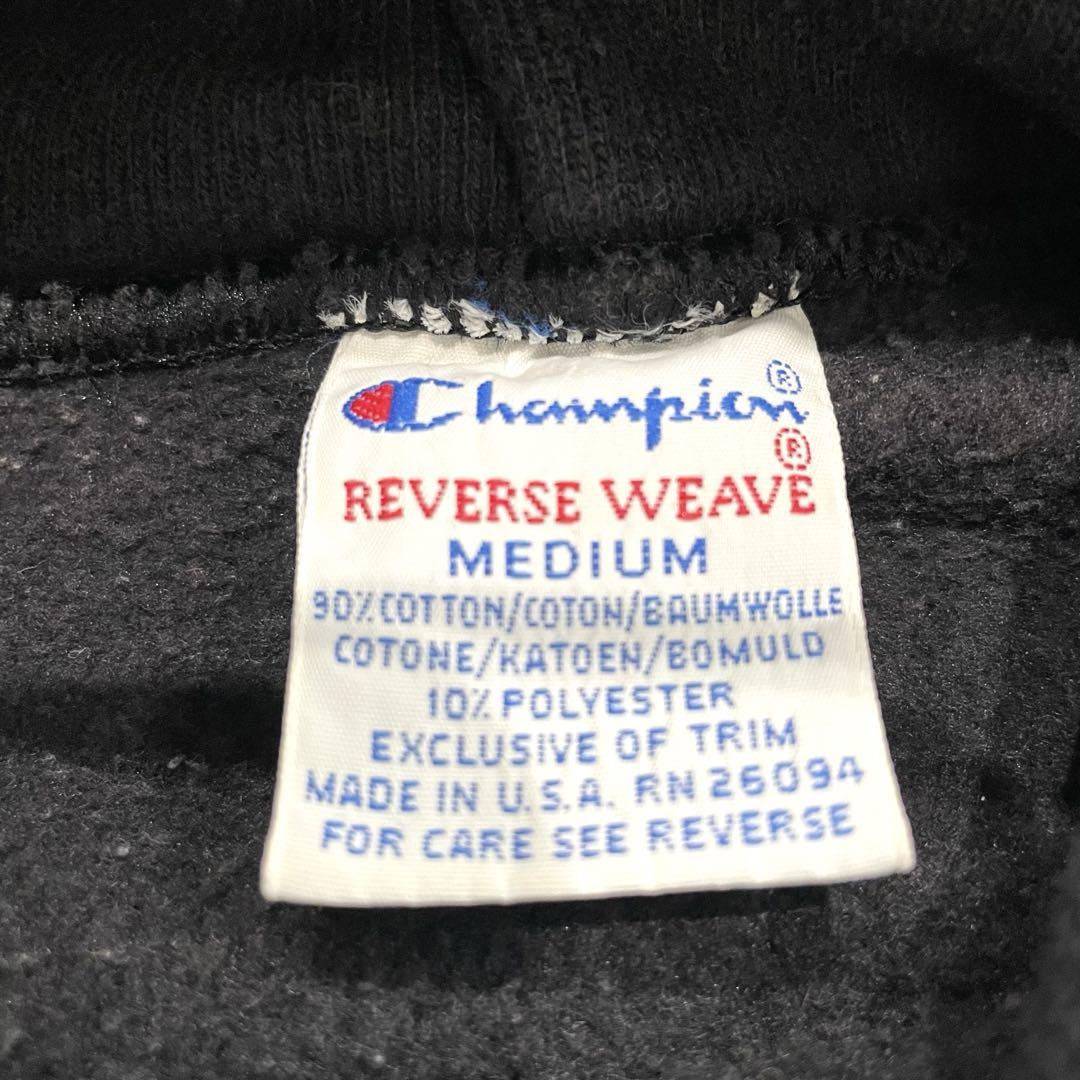 Champion®
REVERSE WEAVE®
MEDIUM
90% COTTON/COTON/BAUMWOLLE
COTONE/KATOEN/BOMULD
10% POLYESTER
EXCLUSIVE OF TRIM
MADE IN U.S.A. RN 26094
FOR CARE SEE REVERSE